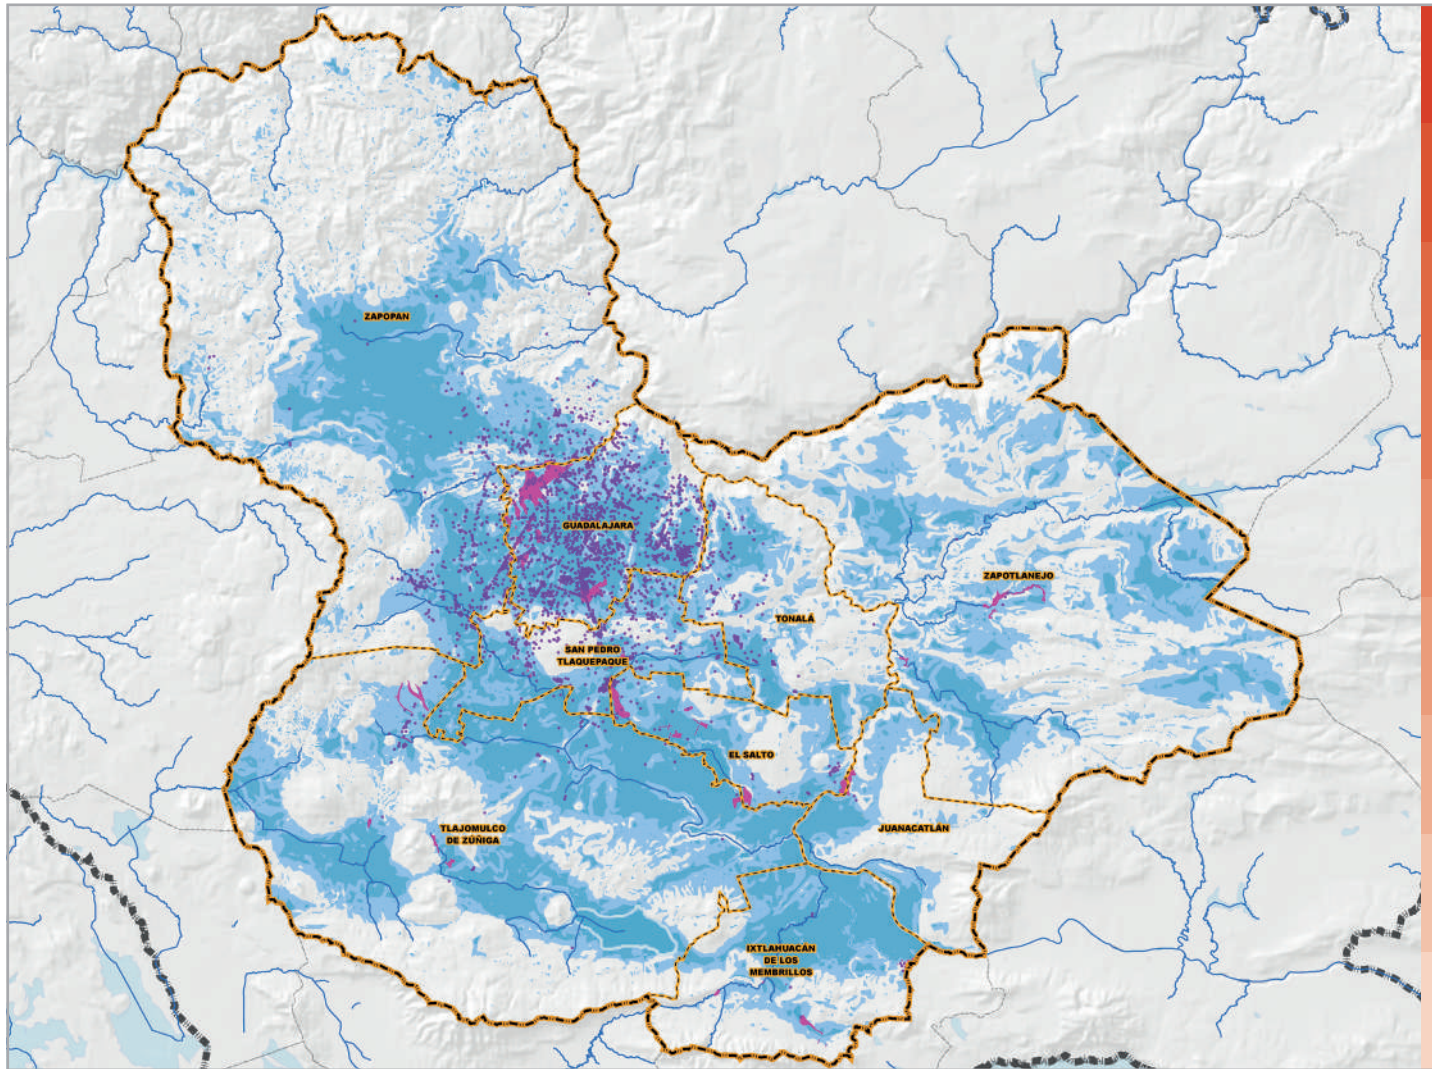 ZAPOPAN
GUADALAJARA
ZAPOTLANEJO
TONALÁ
SAN PEDRO
TLAQUEPAQUE
EL SALTO
TLAJOMULCO
DE ZÚÑIGA
JUANACATLÁN
IXTLAHUACÁN
DE LOS
MEMBRILLOS